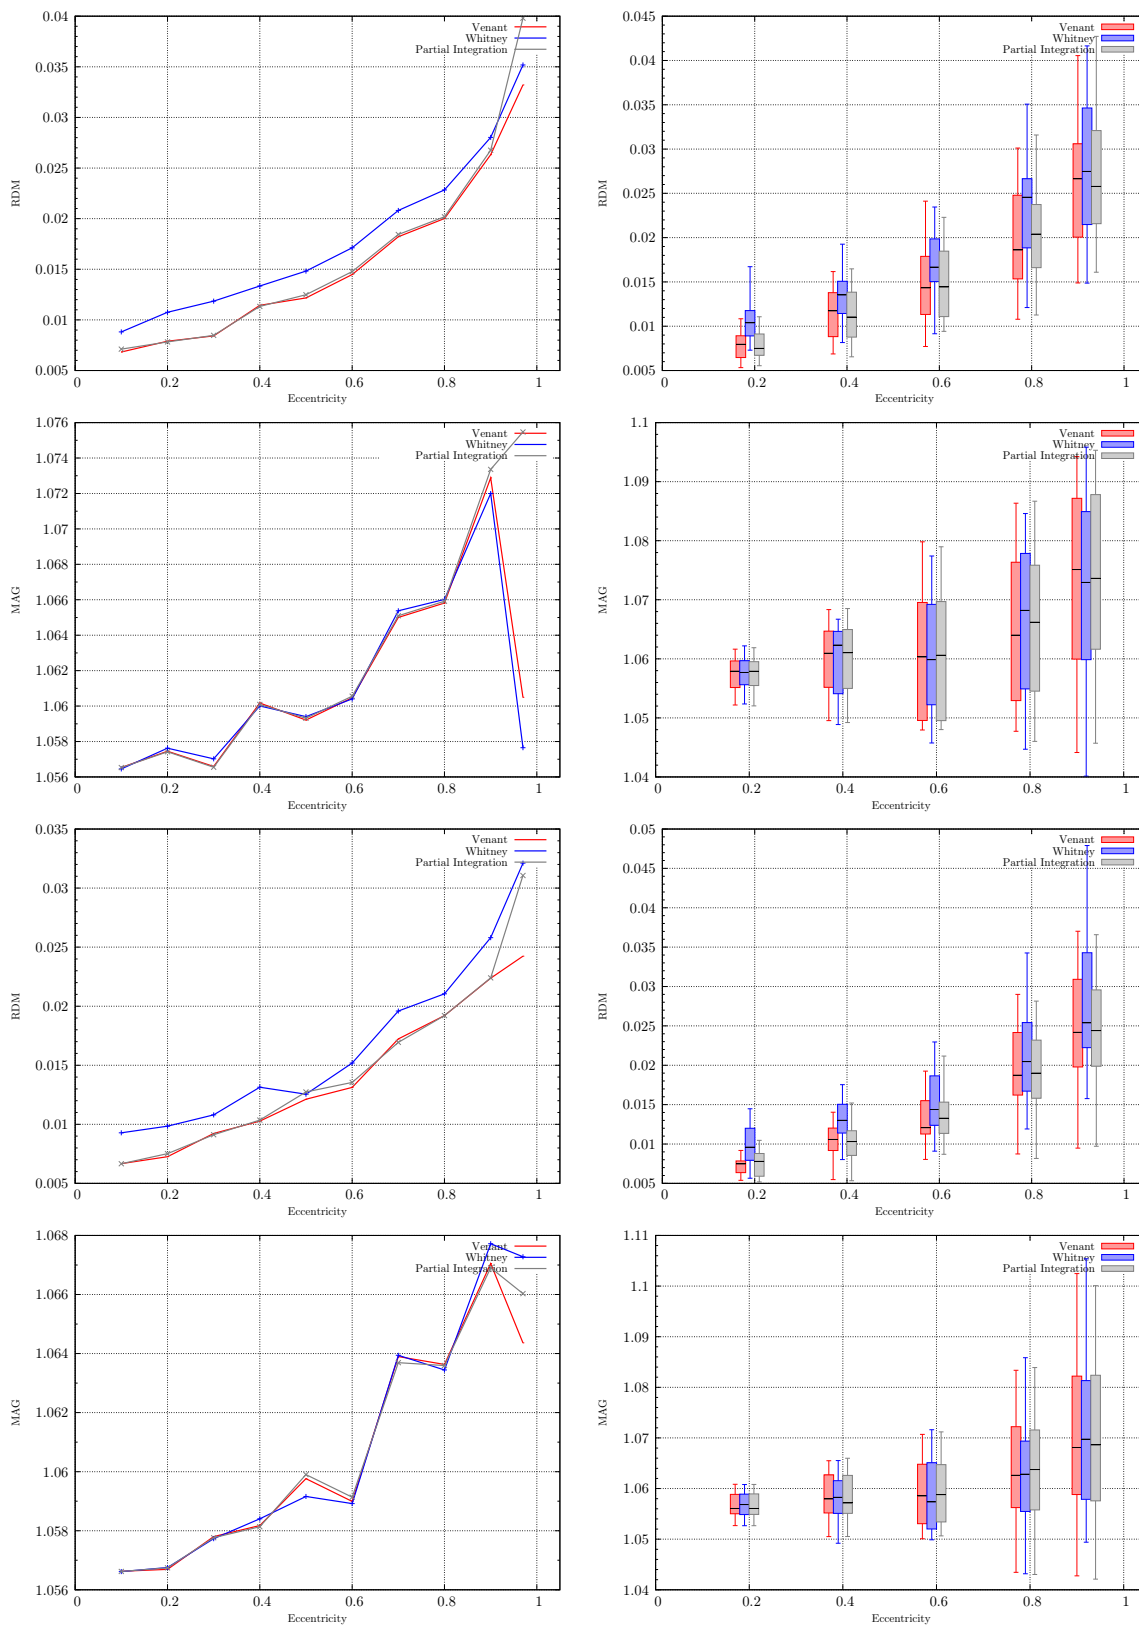 0.04
0.035
0.03
0.025
0.02
0.015
0.01
0.005
0
0.2
0.4
0.6
0.8
1
RDM
Eccentricity
Venant
Whitney
Partial Integration
0.045
0.04
0.035
0.03
0.025
0.02
0.015
0.01
0.005
0
0.2
0.4
0.6
0.8
1
RDM
Eccentricity
Venant
Whitney
Partial Integration
1.076
1.074
1.072
1.07
1.068
1.066
1.064
1.062
1.06
1.058
1.056
0
0.2
0.4
0.6
0.8
1
MAG
Eccentricity
Venant
Whitney
Partial Integration
1.1
1.09
1.08
1.07
1.06
1.05
1.04
0
0.2
0.4
0.6
0.8
1
MAG
Eccentricity
Venant
Whitney
Partial Integration
0.035
0.03
0.025
0.02
0.015
0.01
0.005
0
0.2
0.4
0.6
0.8
1
RDM
Eccentricity
Venant
Whitney
Partial Integration
0.05
0.045
0.04
0.035
0.03
0.025
0.02
0.015
0.01
0.005
0
0.2
0.4
0.6
0.8
1
RDM
Eccentricity
Venant
Whitney
Partial Integration
1.068
1.066
1.064
1.062
1.06
1.058
1.056
0
0.2
0.4
0.6
0.8
1
MAG
Eccentricity
Venant
Whitney
Partial Integration
1.11
1.1
1.09
1.08
1.07
1.06
1.05
1.04
0
0.2
0.4
0.6
0.8
1
MAG
Eccentricity
Venant
Whitney
Partial Integration